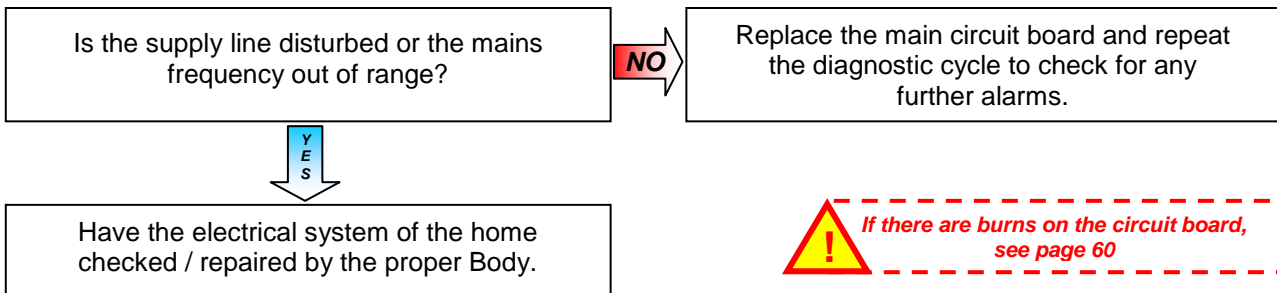 Is the supply line disturbed or the mains
frequency out of range?
NO
Replace the main circuit board and repeat
the diagnostic cycle to check for any
further alarms.
YES
Have the electrical system of the home
checked / repaired by the proper Body.
!
If there are burns on the circuit board,
see page 60